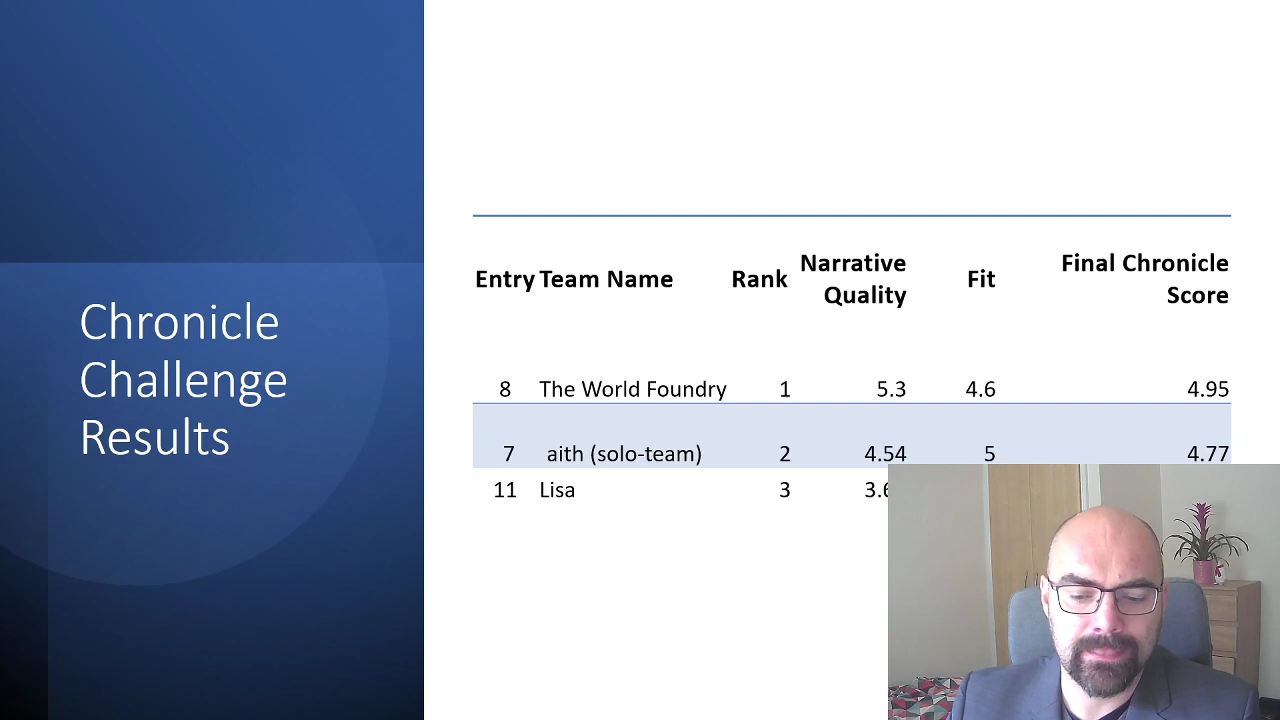 Chronicle
Challenge
Results
Entry Team Name Rank Narrative Quality Fit Final Chronicle Score
8 The World Foundry 1 5.3 4.6 4.95
7 aith (solo-team) 2 4.54 5 4.77
11 Lisa 3